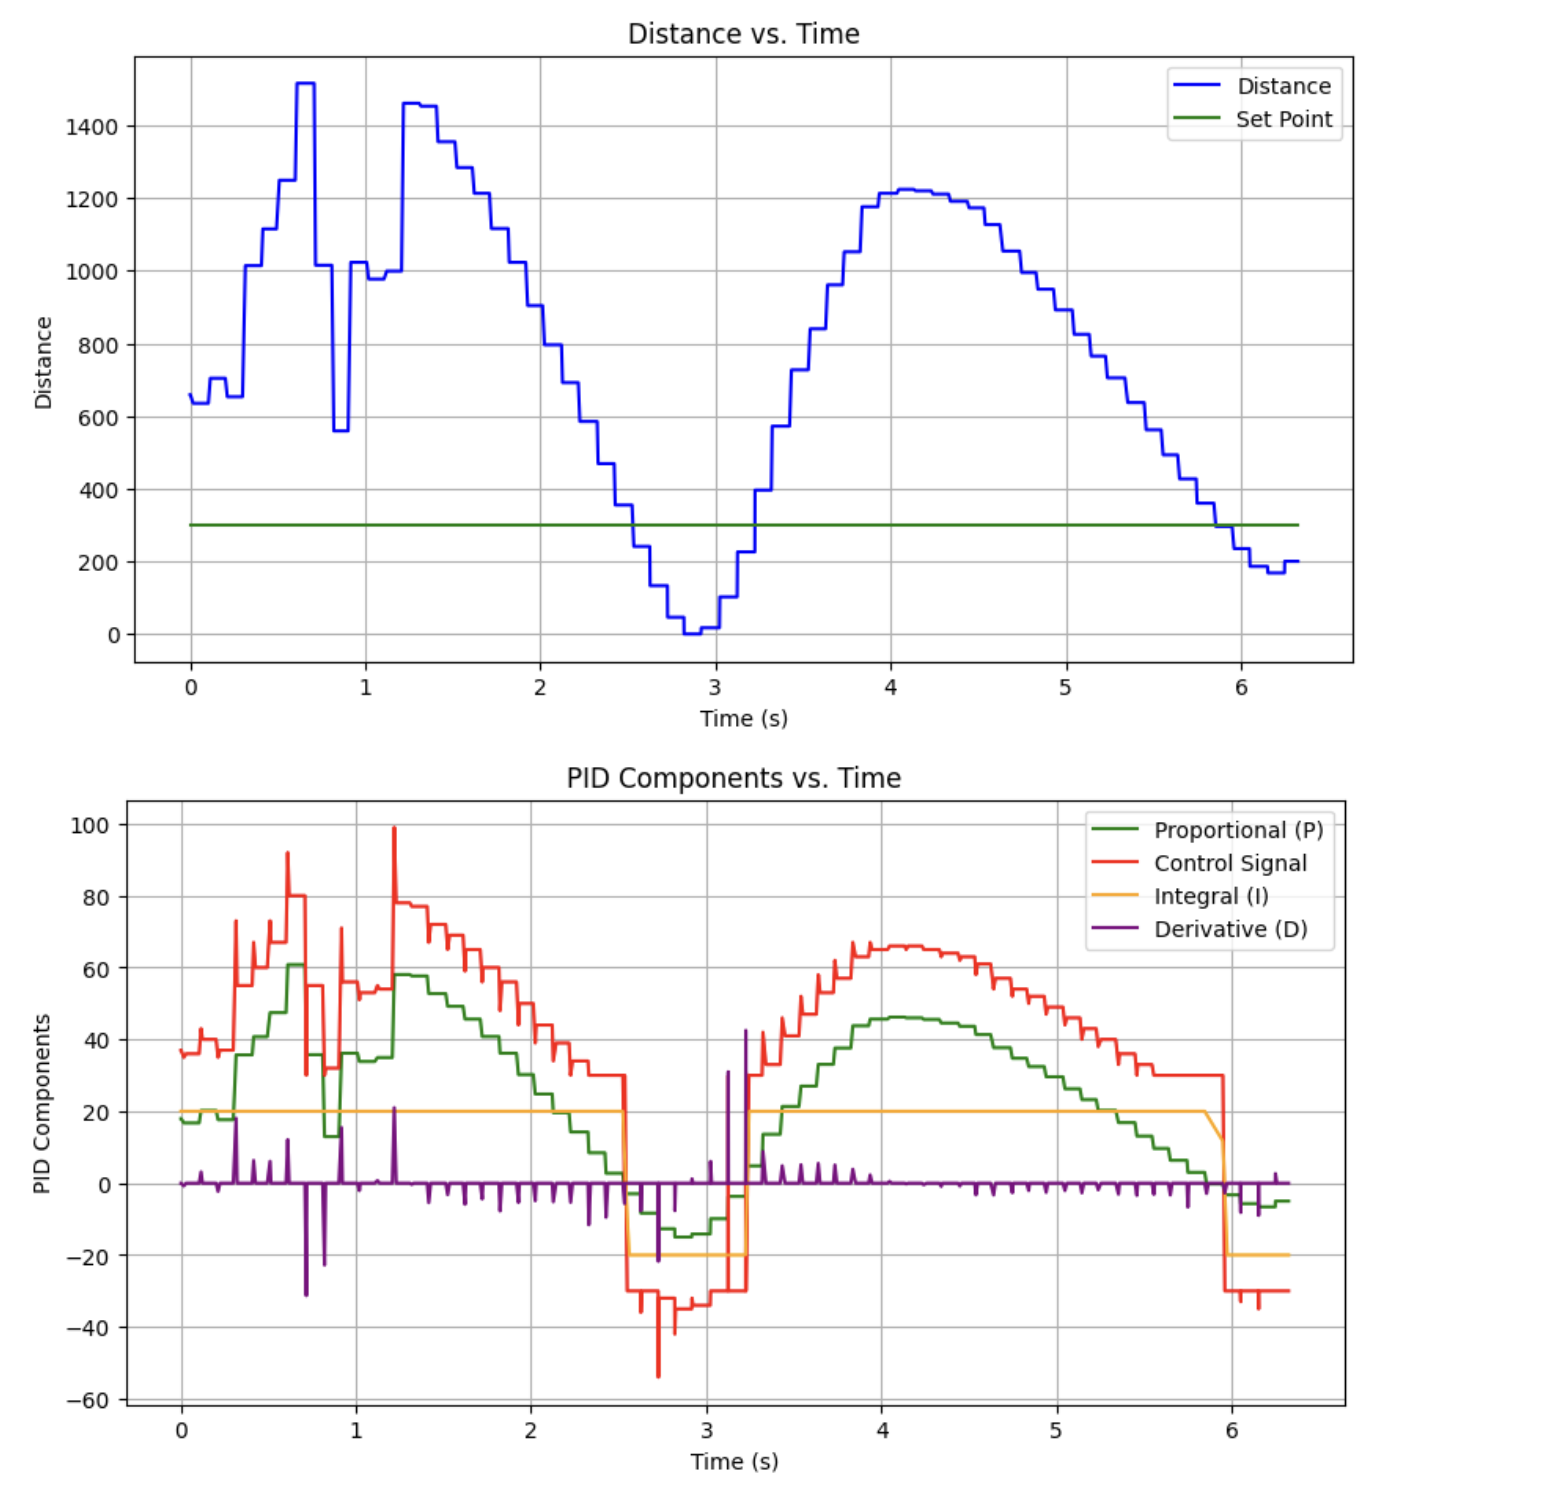 Distance vs. Time
Distance
Set Point
1400
1200
1000
800
600
400
200
0
Distance
0 1 2 3 4 5 6
Time (s)
PID Components vs. Time
Proportional (P)
Control Signal
Integral (I)
Derivative (D)
100
80
60
40
20
0
−20
−40
−60
PID Components
0 1 2 3 4 5 6
Time (s)